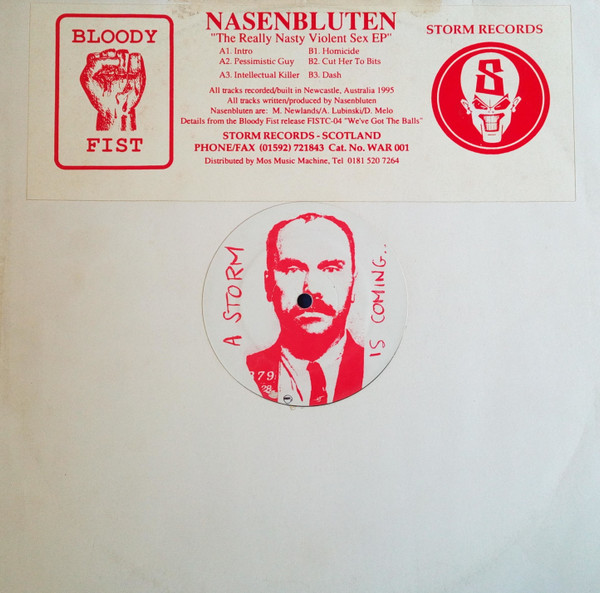 BLOODY
FIST
NASENBLUTEN
"The Really Nasty Violent Sex EP"
A1. Intro B1. Homicide
A2. Pessimistic Guy B2. Cut Her To Bits
A3. Intellectual Killer B3. Dash
All tracks recorded/built in Newcastle, Australia 1995
All tracks written/produced by Nasenbluten
Nasenbluten are: M. Newlands/A. Lubinski/D. Melo
Details from the Bloody Fist release FISTC-04 "We've Got The Balls"
STORM RECORDS - SCOTLAND
PHONE/FAX (01592) 721843 Cat. No. WAR 001
Distributed by Mos Music Machine, Tel 0181 520 7264
STORM RECORDS
S
A STORM
IS COMING..
379
28